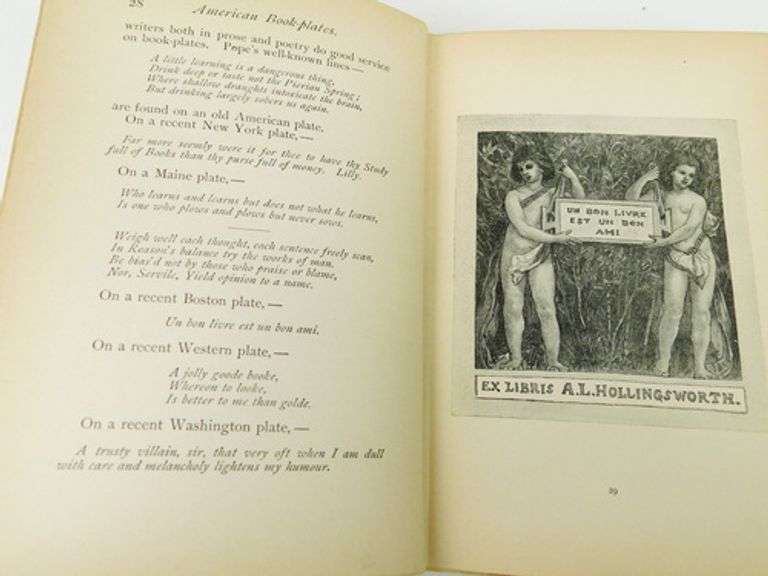 28 American Book-plates.
writers both in prose and poetry do good service
on book-plates. Pope's well-known lines—
A little learning is a dangerous thing,
Drink deep or taste not the Pierian Spring;
Where shallow draughts intoxicate the brain,
But drinking largely sobers us again.
are found on an old American plate.
On a recent New York plate,—
Far more seemly were it for thee to have thy Study
full of Books than thy purse full of money. Lilly.
On a Maine plate,—
Who learns and learns but does not what he learns,
Is one who plows and plows but never sows.
Weigh well each thought, each sentence freely scan,
In Reason's balance try the works of man.
Be bias'd not by those who praise or blame,
Nor, Servile, Yield opinion to a name.
On a recent Boston plate,—
Un bon livre est un bon ami.
On a recent Western plate,—
A jolly goode booke,
Whereon to looke,
Is better to me than golde.
On a recent Washington plate,—
A trusty villain, sir, that very oft when I am dull
with care and melancholy lightens my humour.
UN BON LIVRE
EST UN BON
AMI
EX LIBRIS A.L.HOLLINGSWORTH.
29